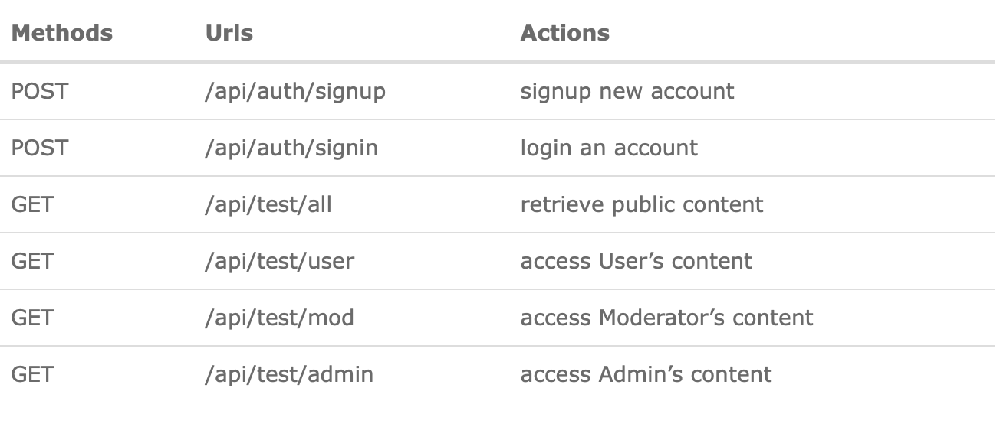 Methods Urls Actions
POST /api/auth/signup signup new account
POST /api/auth/signin login an account
GET /api/test/all retrieve public content
GET /api/test/user access User’s content
GET /api/test/mod access Moderator’s content
GET /api/test/admin access Admin’s content